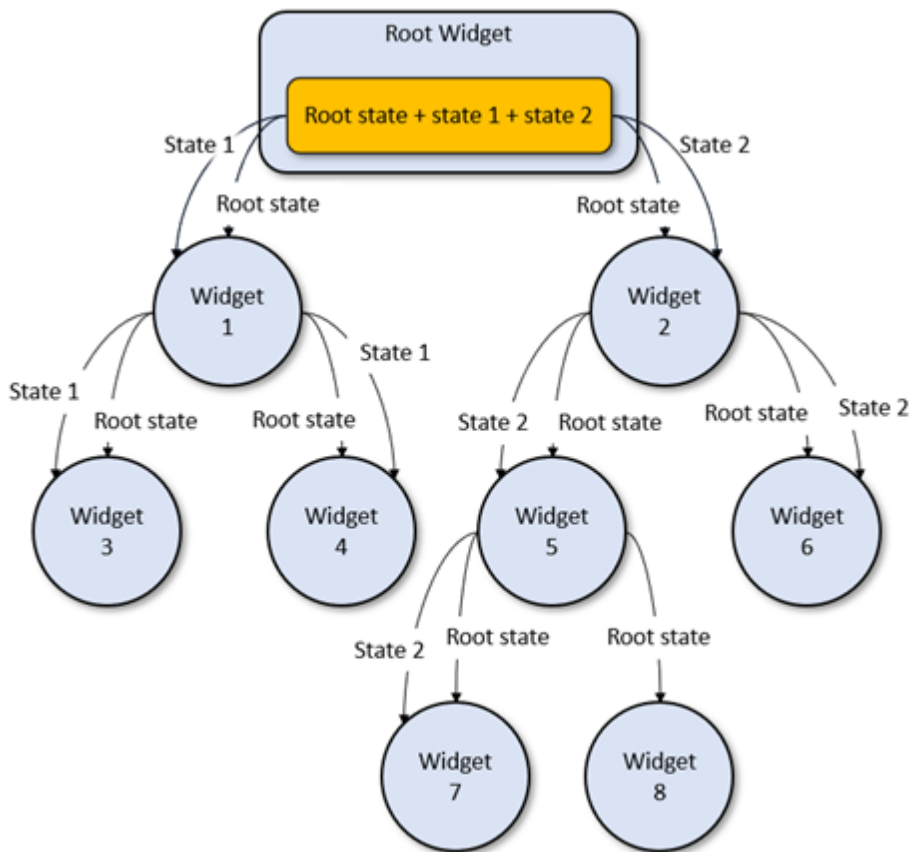 Root Widget
Root state + state 1 + state 2
State 1
State 2
Root state
Root state
Widget
1
Widget
2
State 1
State 1
Root state
Root state
State 2
Root state
Root state
State 2
Widget
3
Widget
4
Widget
5
Widget
6
State 2
Root state
Root state
Widget
7
Widget
8